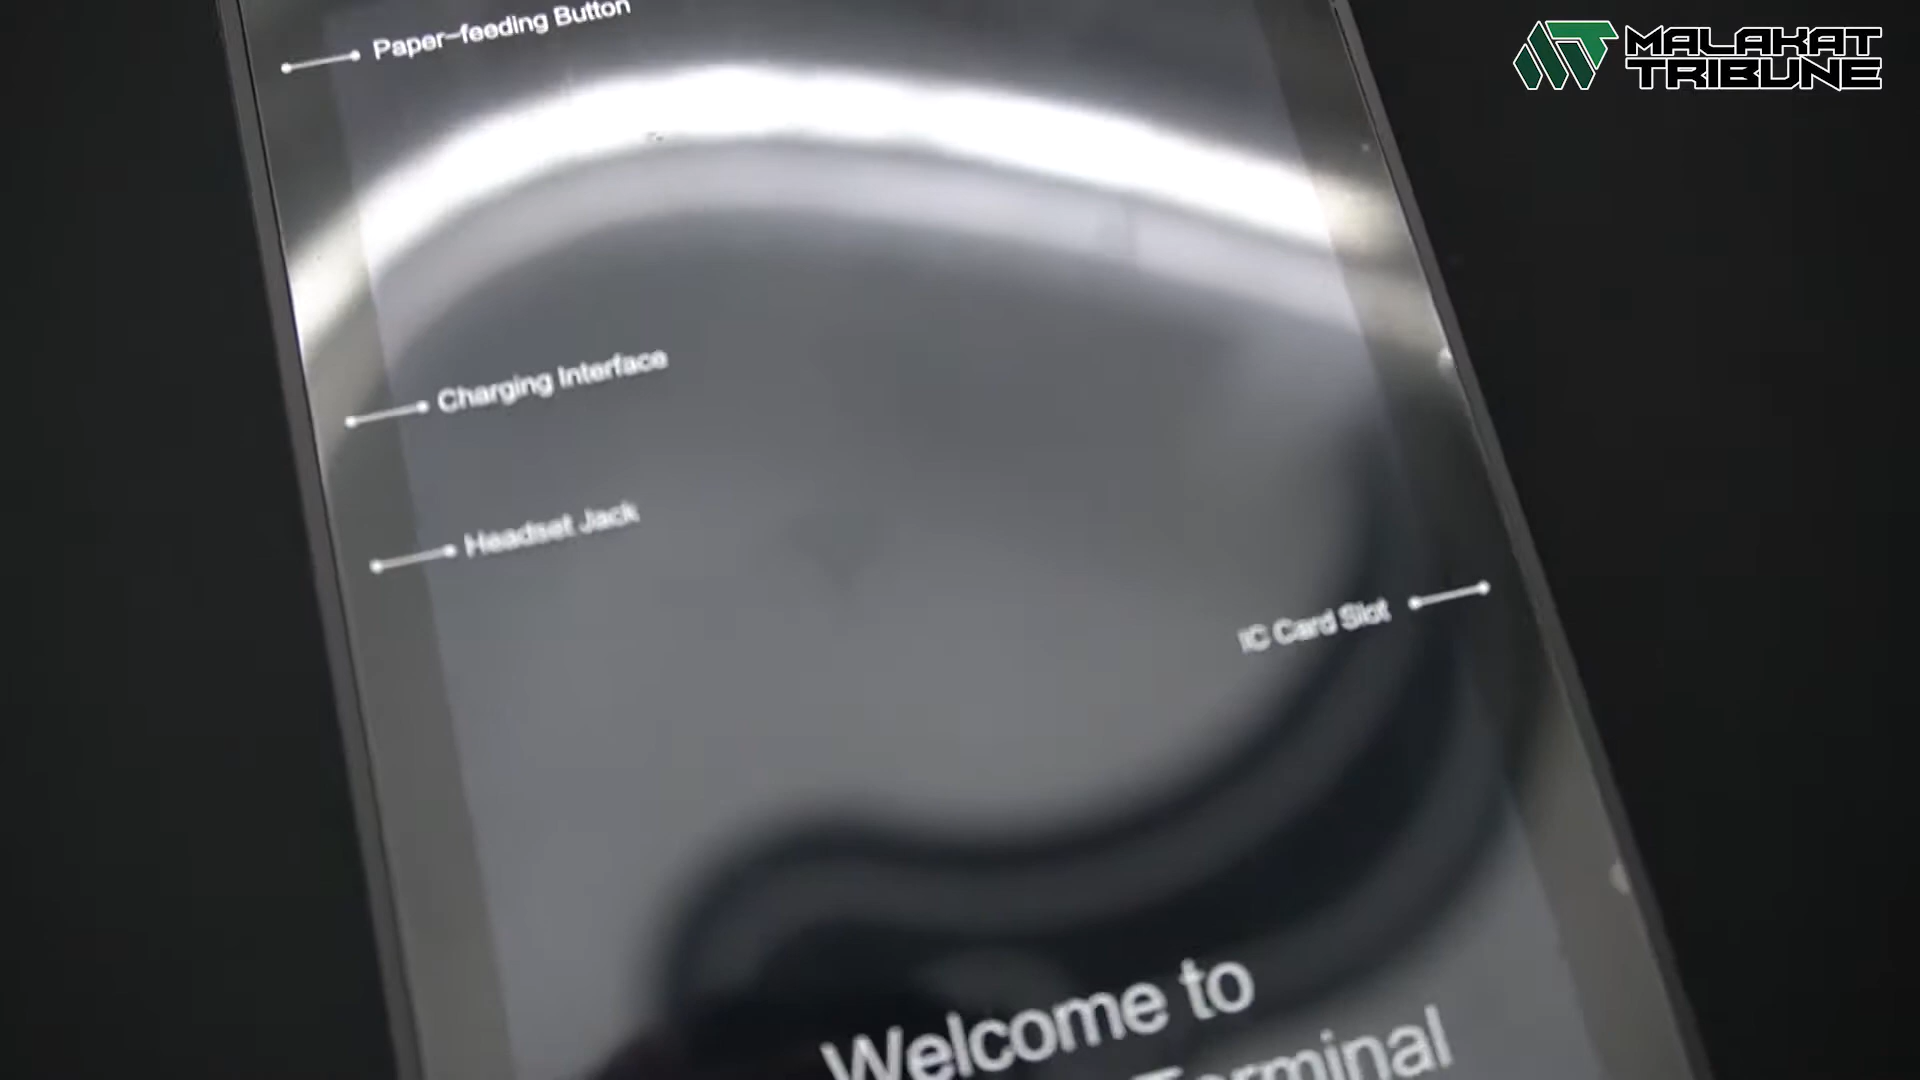 Paper-feeding Button
MALAKAT
TRIBUNE
Charging Interface
Headset Jack
IC Card Slot
Welcome to
Terminal